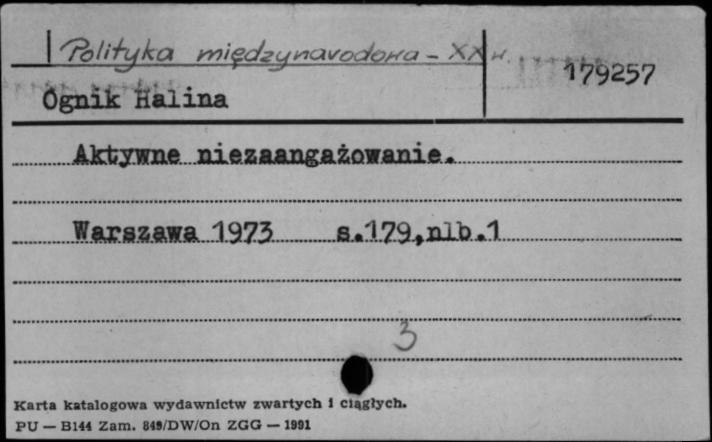 Polityka międzynarodowa - XX w.
179257
Ognik Halina
Aktywne niezaangażowanie.
Warszawa 1973 s.179,nlb.1
3
Karta katalogowa wydawnictw zwartych i ciągłych.
PU — B144 Zam. 849/DW/On ZGG — 1991